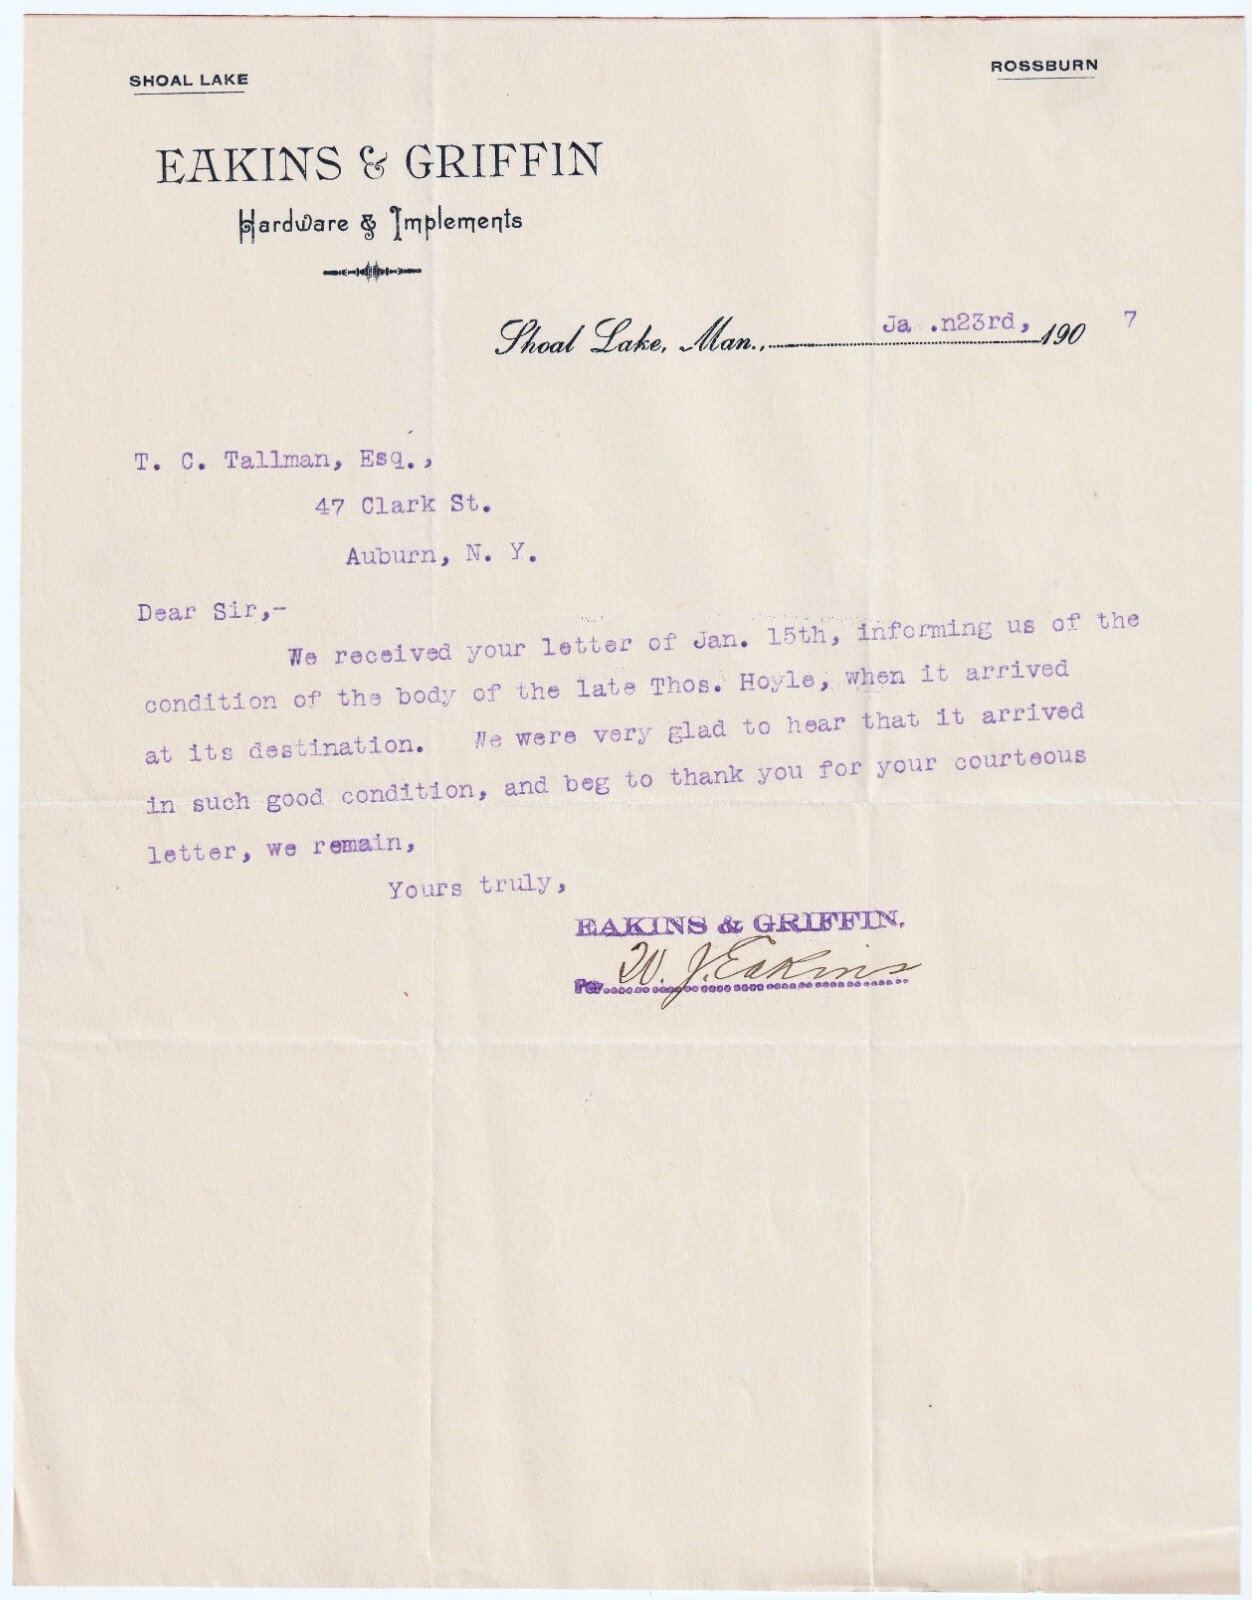 SHOAL LAKE
ROSSBURN
EAKINS & GRIFFIN
Hardware & Implements
Shoal Lake, Man., Ja .n23rd, 190 7
T. C. Tallman, Esq.,
47 Clark St.
Auburn, N. Y.
Dear Sir,-
We received your letter of Jan. 15th, informing us of the
condition of the body of the late Thos. Hoyle, when it arrived
at its destination. We were very glad to hear that it arrived
in such good condition, and beg to thank you for your courteous
letter, we remain,
Yours truly,
EAKINS & GRIFFIN.
Per. W. J. Eakins